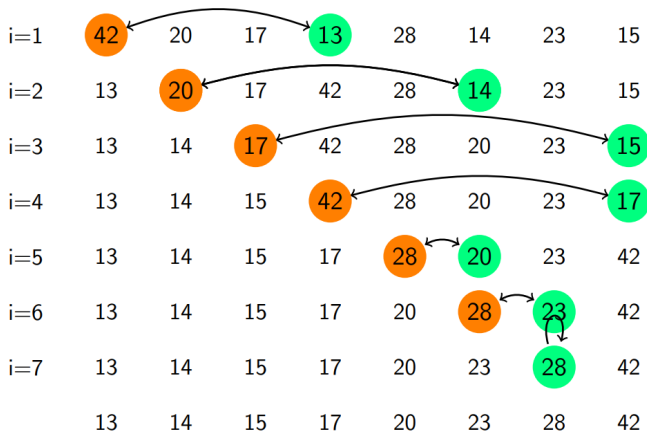 i=1 42 20 17 13 28 14 23 15
i=2 13 20 17 42 28 14 23 15
i=3 13 14 17 42 28 20 23 15
i=4 13 14 15 42 28 20 23 17
i=5 13 14 15 17 28 20 23 42
i=6 13 14 15 17 20 28 23 42
i=7 13 14 15 17 20 23 28 42
13 14 15 17 20 23 28 42